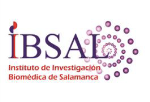 IBSAL
Instituto de Investigación
Biomédica de Salamanca